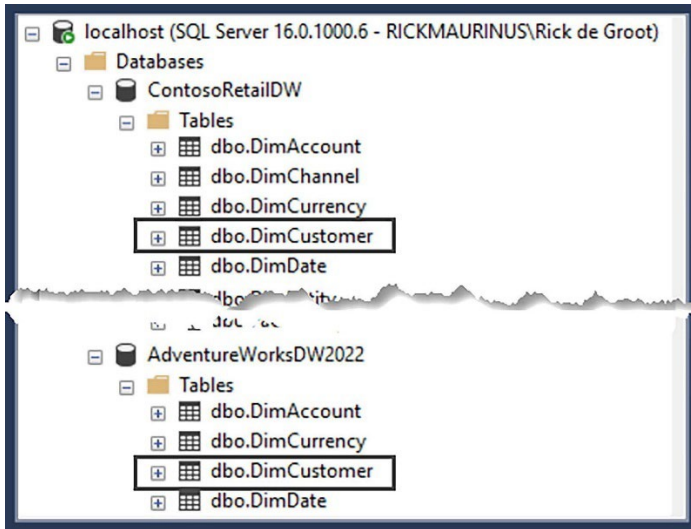 localhost (SQL Server 16.0.1000.6 - RICKMAURINUS\Rick de Groot)
Databases
ContosoRetailDW
Tables
dbo.DimAccount
dbo.DimChannel
dbo.DimCurrency
dbo.DimCustomer
dbo.DimDate
AdventureWorksDW2022
Tables
dbo.DimAccount
dbo.DimCurrency
dbo.DimCustomer
dbo.DimDate